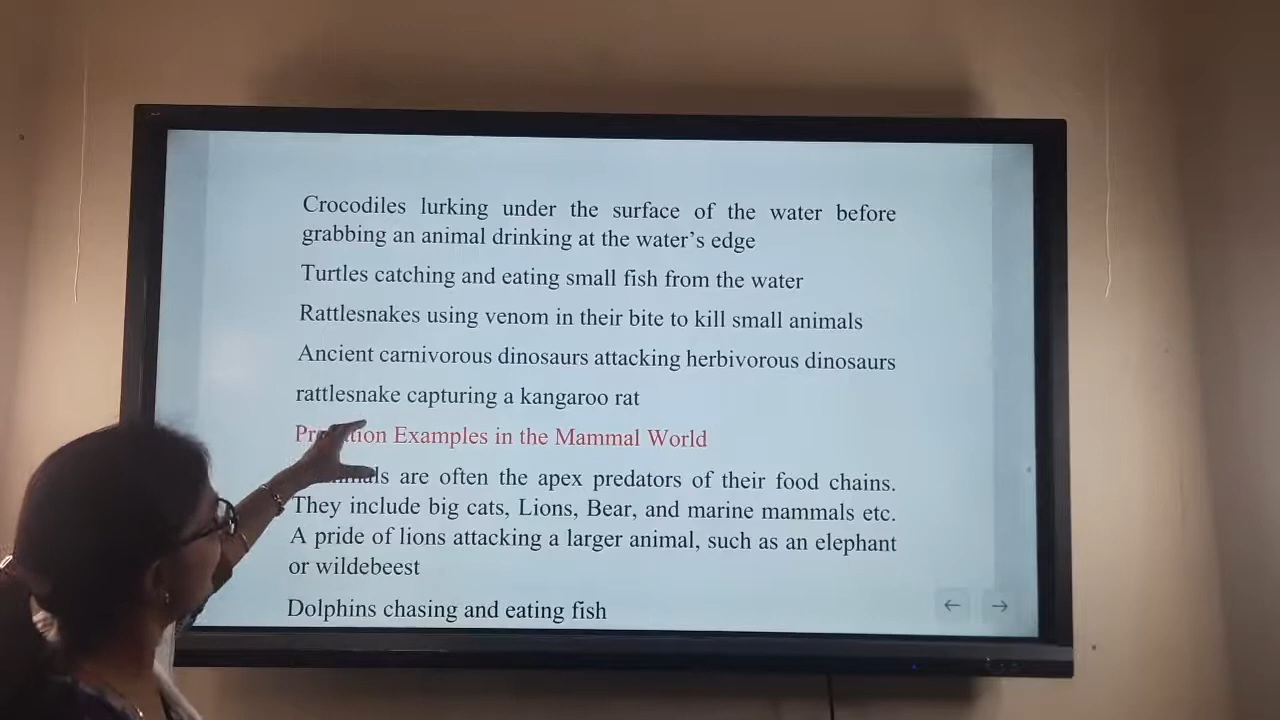 Crocodiles lurking under the surface of the water before
grabbing an animal drinking at the water’s edge
Turtles catching and eating small fish from the water
Rattlesnakes using venom in their bite to kill small animals
Ancient carnivorous dinosaurs attacking herbivorous dinosaurs
rattlesnake capturing a kangaroo rat
Examples in the Mammal World
are often the apex predators of their food chains.
They include big cats, Lions, Bear, and marine mammals etc.
A pride of lions attacking a larger animal, such as an elephant
or wildebeest
Dolphins chasing and eating fish